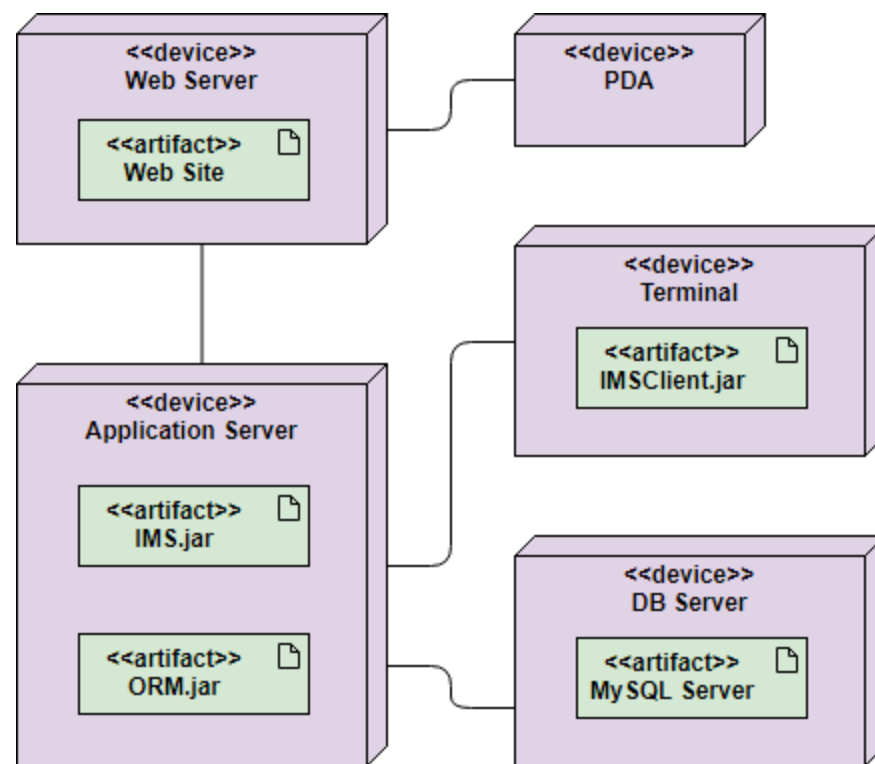 <<device>>
Web Server
<<artifact>>
Web Site
<<device>>
PDA
<<device>>
Terminal
<<artifact>>
IMSClient.jar
<<device>>
Application Server
<<artifact>>
IMS.jar
<<artifact>>
ORM.jar
<<device>>
DB Server
<<artifact>>
MySQL Server